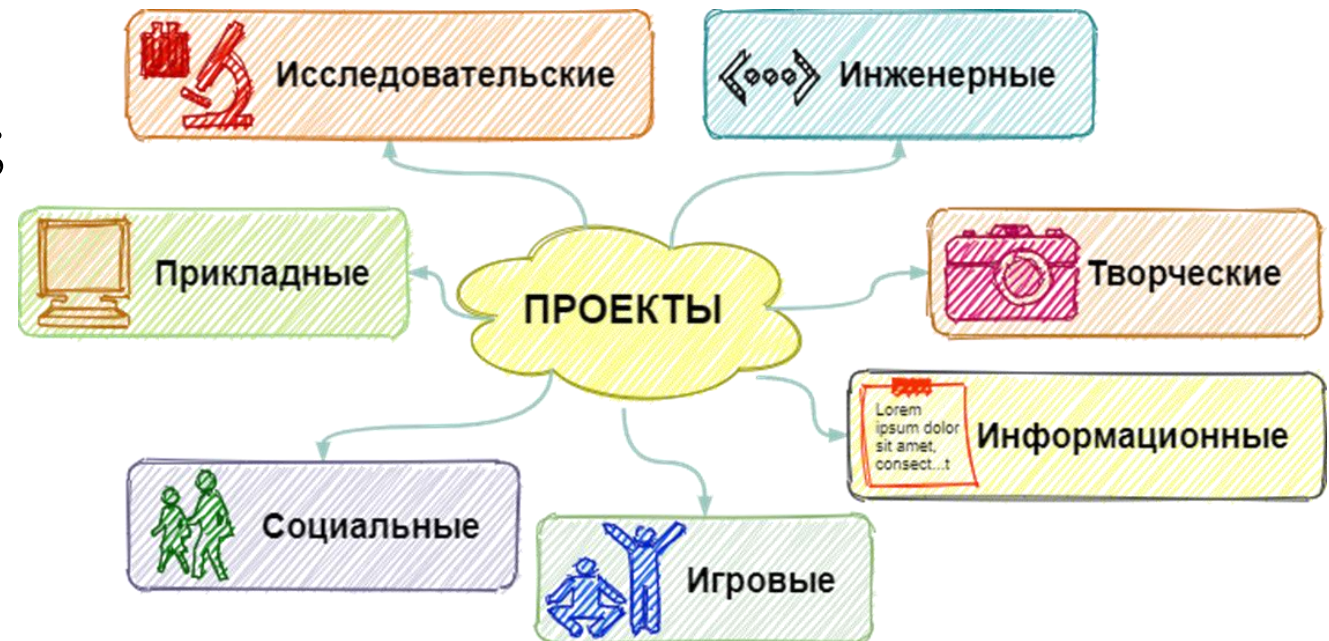 ;
Исследовательские
Инженерные
Прикладные
ПРОЕКТЫ
Творческие
Lorem
ipsum dolor
sit amet,
consect...t
Информационные
Социальные
Игровые